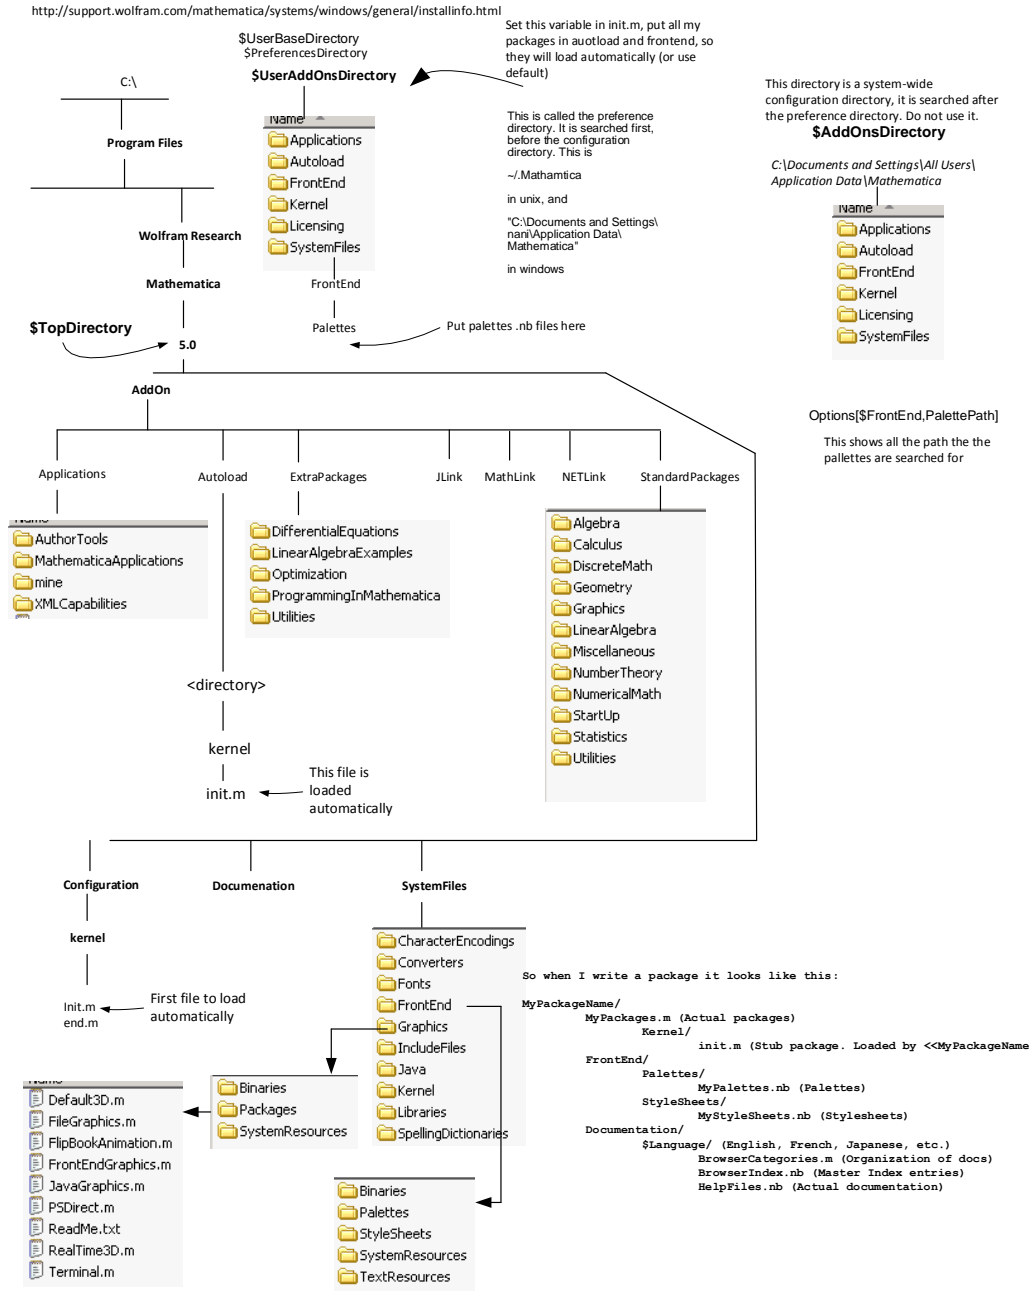 http://support.wolfram.com/mathematica/systems/windows/general/installinfo.html
$UserBaseDirectory
$PreferencesDirectory
$UserAddOnsDirectory
Name
Applications
Autoload
FrontEnd
Kernel
Licensing
SystemFiles
FrontEnd
Palettes
Put palettes .nb files here
Set this variable in init.m, put all my
packages in auotload and frontend, so
they will load automatically (or use
default)
This is called the preference
directory. It is searched first,
before the configuration
directory. This is
~/.Mathamtica
in unix, and
"C:\Documents and Settings\
nani\Application Data\
Mathematica"
in windows
This directory is a system-wide
configuration directory, it is searched after
the preference directory. Do not use it.
$AddOnsDirectory
C:\Documents and Settings\All Users\
Application Data\Mathematica
Name
Applications
Autoload
FrontEnd
Kernel
Licensing
SystemFiles
Options[$FrontEnd,PalettePath]
This shows all the path the the
pallettes are searched for
C:\
Program Files
Wolfram Research
Mathematica
$TopDirectory
5.0
AddOn
Applications
Autoload
ExtraPackages
JLink
MathLink
NETLink
StandardPackages
Name
AuthorTools
MathematicaApplications
mine
XMLCapabilities
DifferentialEquations
LinearAlgebraExamples
Optimization
ProgrammingInMathematica
Utilities
Algebra
Calculus
DiscreteMath
Geometry
Graphics
LinearAlgebra
Miscellaneous
NumberTheory
NumericalMath
StartUp
Statistics
Utilities
<directory>
kernel
init.m
This file is
loaded
automatically
Configuration
Documenation
SystemFiles
kernel
Init.m
end.m
First file to load
automatically
CharacterEncodings
Converters
Fonts
FrontEnd
Graphics
IncludeFiles
Java
Kernel
Libraries
SpellingDictionaries
Binaries
Packages
SystemResources
Name
Default3D.m
FileGraphics.m
FlipBookAnimation.m
FrontEndGraphics.m
JavaGraphics.m
PSDirect.m
ReadMe.txt
RealTime3D.m
Terminal.m
Binaries
Palettes
StyleSheets
SystemResources
TextResources
So when I write a package it looks like this:
MyPackageName/
MyPackages.m (Actual packages)
Kernel/
init.m (Stub package. Loaded by <<MyPackageName
FrontEnd/
Palettes/
MyPalettes.nb (Palettes)
StyleSheets/
MyStyleSheets.nb (Stylesheets)
Documentation/
$Language/ (English, French, Japanese, etc.)
BrowserCategories.m (Organization of docs)
BrowserIndex.nb (Master Index entries)
HelpFiles.nb (Actual documentation)